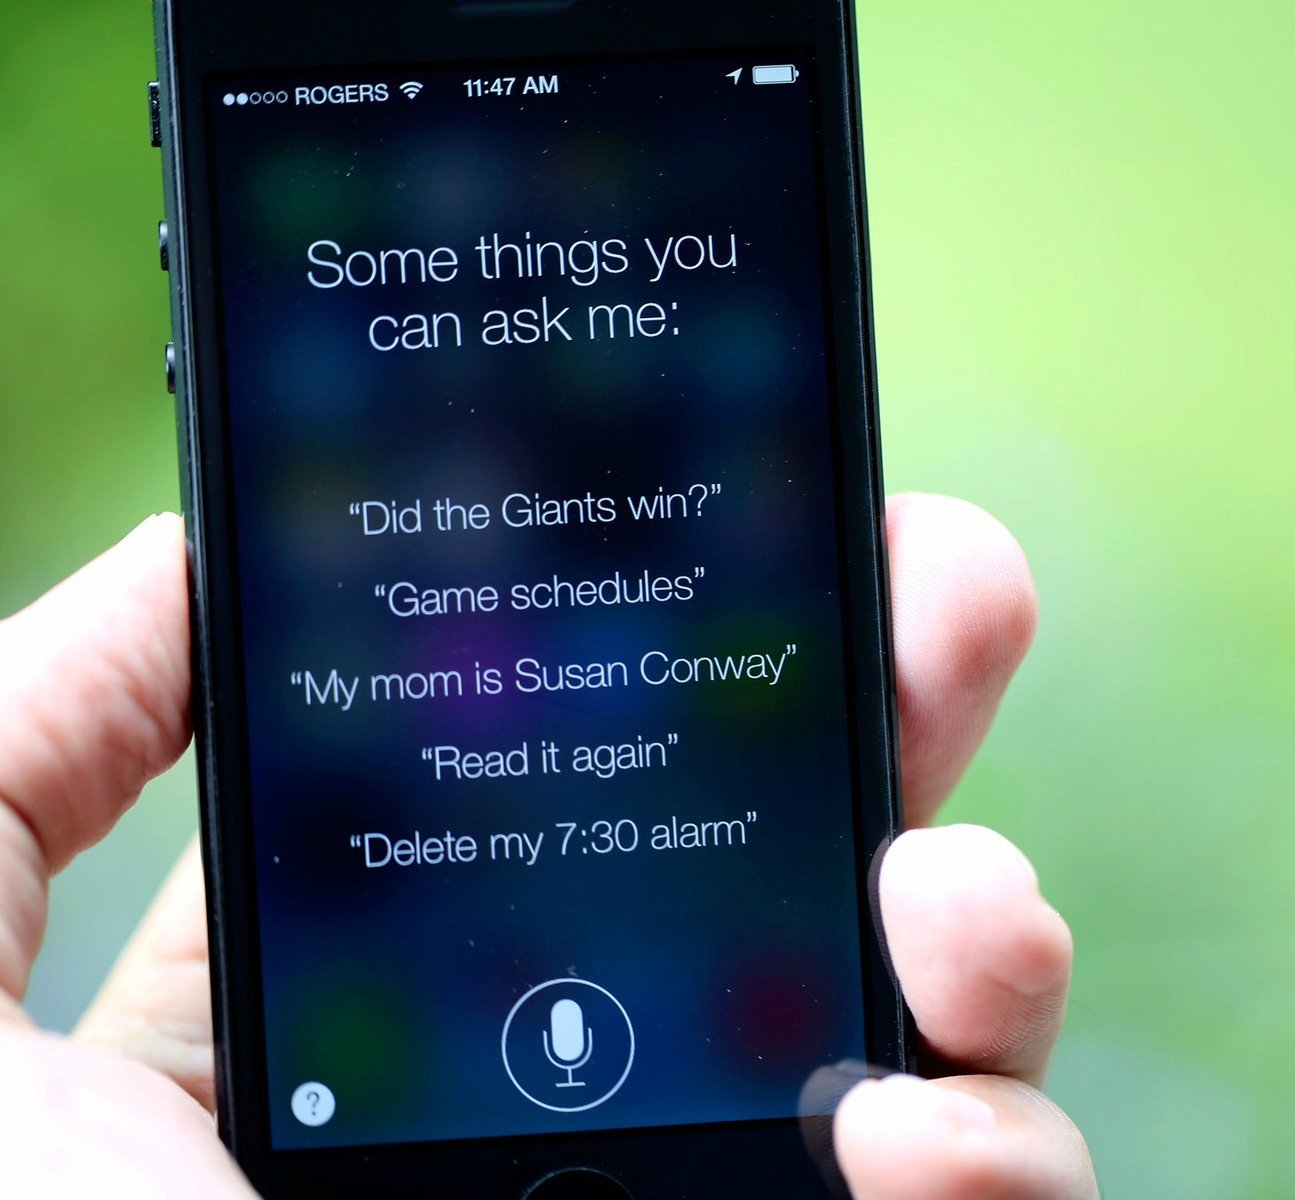 ROGERS 11:47 AM
Some things you
can ask me:
“Did the Giants win?”
“Game schedules”
“My mom is Susan Conway”
“Read it again”
“Delete my 7:30 alarm”
?